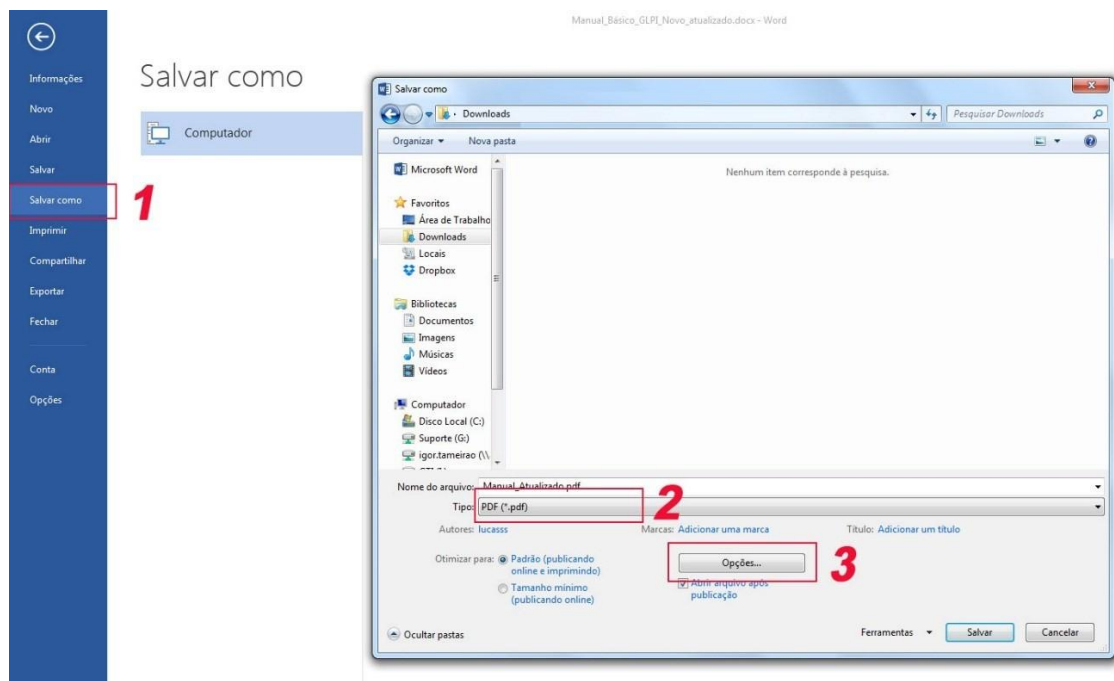 Manual_Básico_GLPI_Novo_atualizado.docx - Word
Informações
Novo
Abrir
Salvar
Salvar como
Imprimir
Compartilhar
Exportar
Fechar
Conta
Opções
Salvar como
Computador
1
Salvar como
Downloads
Pesquisar Downloads
Organizar
Nova pasta
Microsoft Word
Favoritos
Área de Trabalho
Downloads
Locais
Dropbox
Bibliotecas
Documentos
Imagens
Músicas
Vídeos
Computador
Disco Local (C:)
Suporte (G:)
igor.tameirao (\\
Nenhum item corresponde à pesquisa.
Nome do arquivo: Manual_Atualizado.pdf
Tipo: PDF (*.pdf)
2
Autores: lucasss
Marcas: Adicionar uma marca
Título: Adicionar um título
Otimizar para:
Padrão (publicando
online e imprimindo)
Tamanho mínimo
(publicando online)
Opções...
3
Abrir arquivo após
publicação
Ocultar pastas
Ferramentas
Salvar
Cancelar